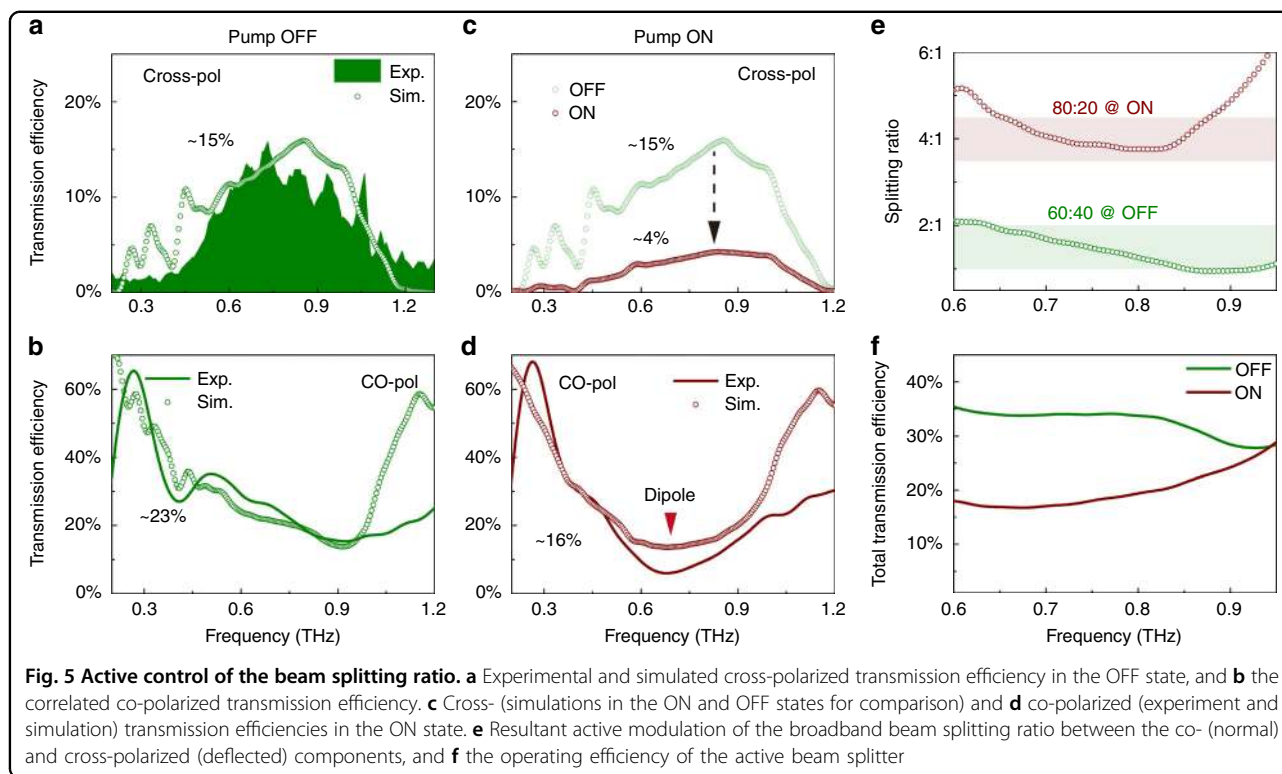 a
Pump OFF
Cross-pol
Exp.
Sim.
~15%
Transmission efficiency
20%
10%
0%
0.3
0.6
0.9
1.2
b
CO-pol
Exp.
Sim.
~23%
Transmission efficiency
60%
40%
20%
0%
0.3
0.6
0.9
1.2
Frequency (THz)
c
Pump ON
Cross-pol
OFF
ON
~15%
~4%
20%
10%
0%
0.3
0.6
0.9
1.2
d
CO-pol
Exp.
Sim.
Dipole
~16%
60%
40%
20%
0%
0.3
0.6
0.9
1.2
Frequency (THz)
e
Splitting ratio
6:1
4:1
2:1
80:20 @ ON
60:40 @ OFF
0.6
0.7
0.8
0.9
f
Total transmission efficiency
40%
30%
20%
10%
OFF
ON
0.6
0.7
0.8
0.9
Frequency (THz)
Fig. 5 Active control of the beam splitting ratio. a Experimental and simulated cross-polarized transmission efficiency in the OFF state, and b the
correlated co-polarized transmission efficiency. c Cross- (simulations in the ON and OFF states for comparison) and d co-polarized (experiment and
simulation) transmission efficiencies in the ON state. e Resultant active modulation of the broadband beam splitting ratio between the co- (normal)
and cross-polarized (deflected) components, and f the operating efficiency of the active beam splitter